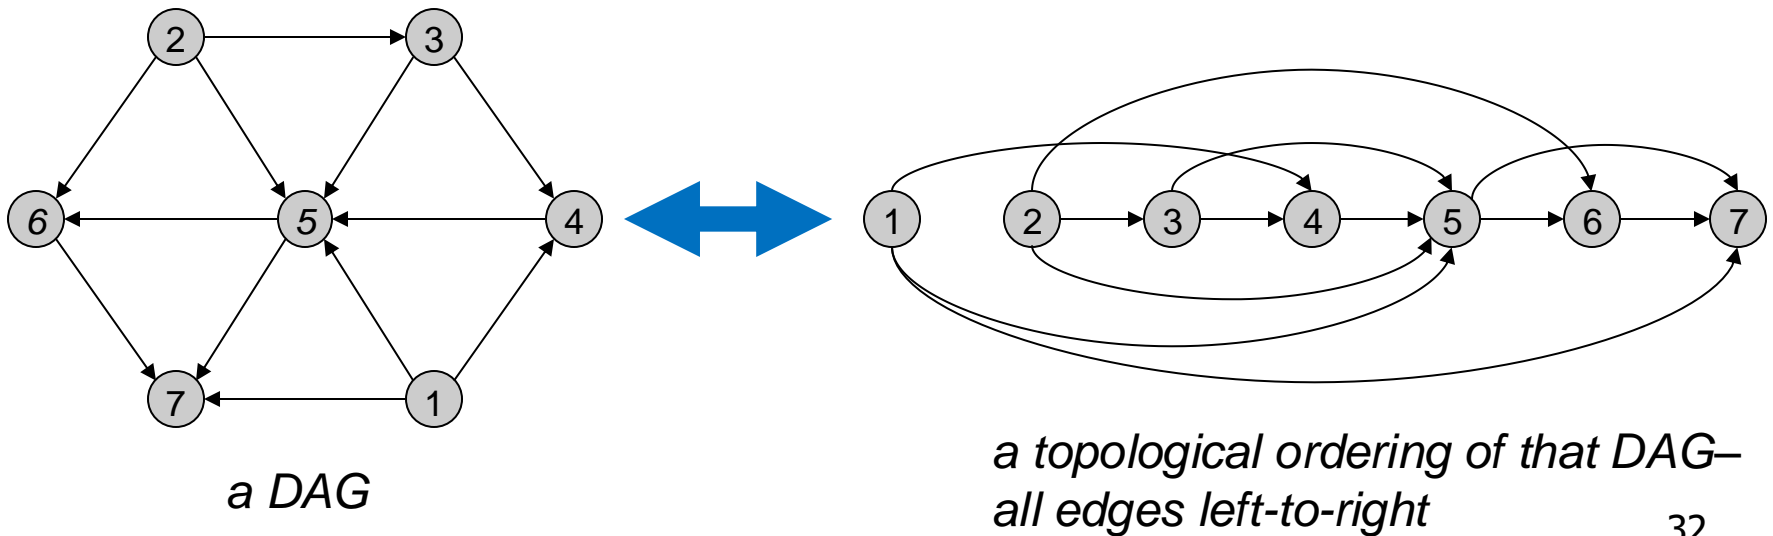 2 3
6 5 4
7 1
1 2 3 4 5 6 7
a DAG
a topological ordering of that DAG–
all edges left-to-right
32